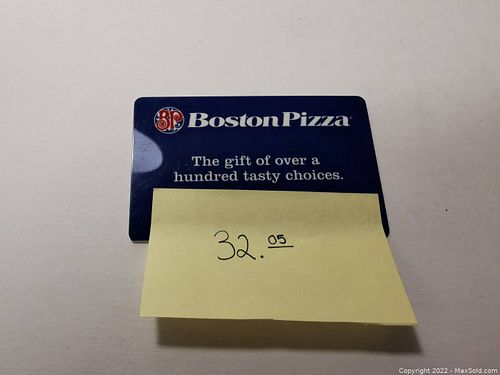 BP Boston Pizza
The gift of over a
hundred tasty choices.
32.05
Copyright 2022 - MaxSold.com